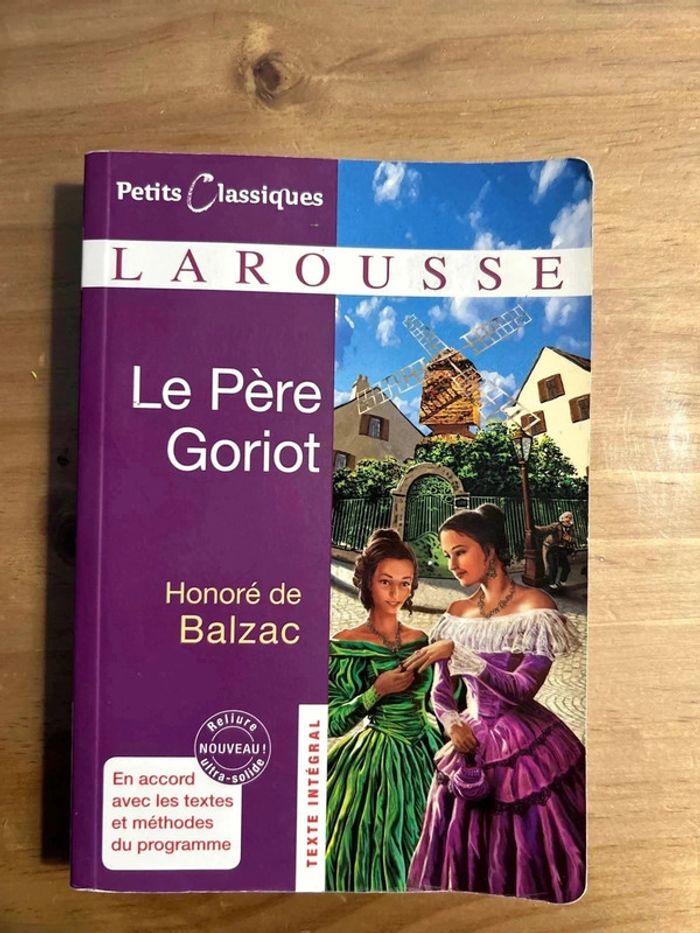 Petits Classiques
LAROUSSE
Le Père
Goriot
Honoré de
Balzac
Reliure
NOUVEAU !
ultra-solide
En accord
avec les textes
et méthodes
du programme
TEXTE INTÉGRAL